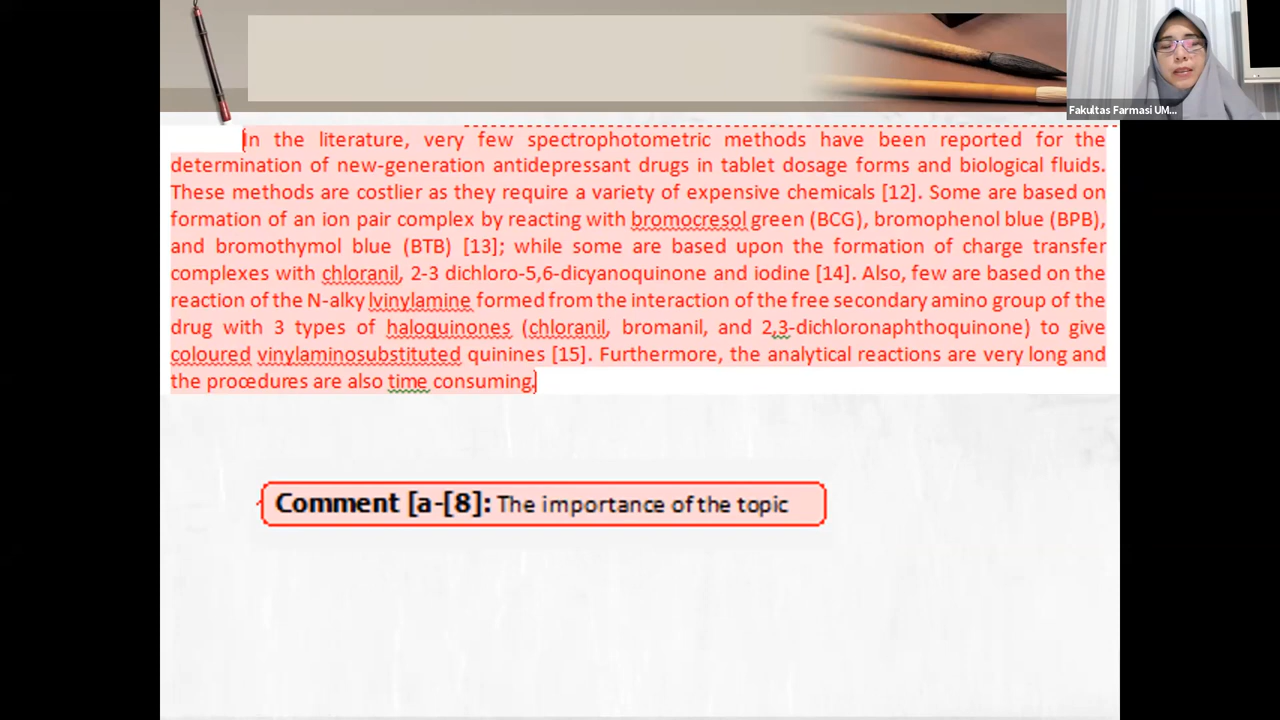 Fakultas Farmasi UM...
In the literature, very few spectrophotometric methods have been reported for the
determination of new-generation antidepressant drugs in tablet dosage forms and biological fluids.
These methods are costlier as they require a variety of expensive chemicals [12]. Some are based on
formation of an ion pair complex by reacting with bromocresol green (BCG), bromophenol blue (BPB),
and bromothymol blue (BTB) [13]; while some are based upon the formation of charge transfer
complexes with chloranil, 2-3 dichloro-5,6-dicyanoquinone and iodine [14]. Also, few are based on the
reaction of the N-alky lvinylamine formed from the interaction of the free secondary amino group of the
drug with 3 types of haloquinones (chloranil, bromanil, and 2,3-dichloronaphthoquinone) to give
coloured vinylaminosubstituted quinines [15]. Furthermore, the analytical reactions are very long and
the procedures are also time consuming.
Comment [a-[8]: The importance of the topic